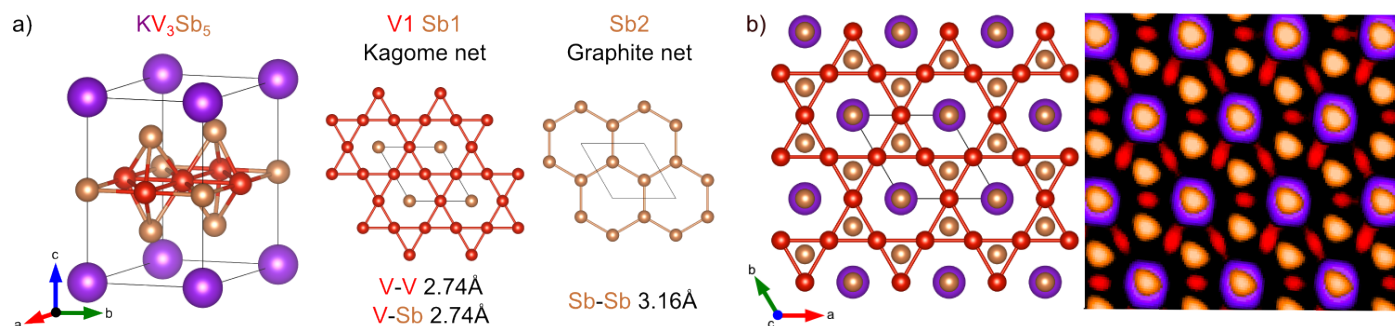 a)
KV3Sb5
V1 Sb1
Kagome net
Sb2
Graphite net
V-V 2.74Å
V-Sb 2.74Å
Sb-Sb 3.16Å
c
a
b
b)
b
c
a